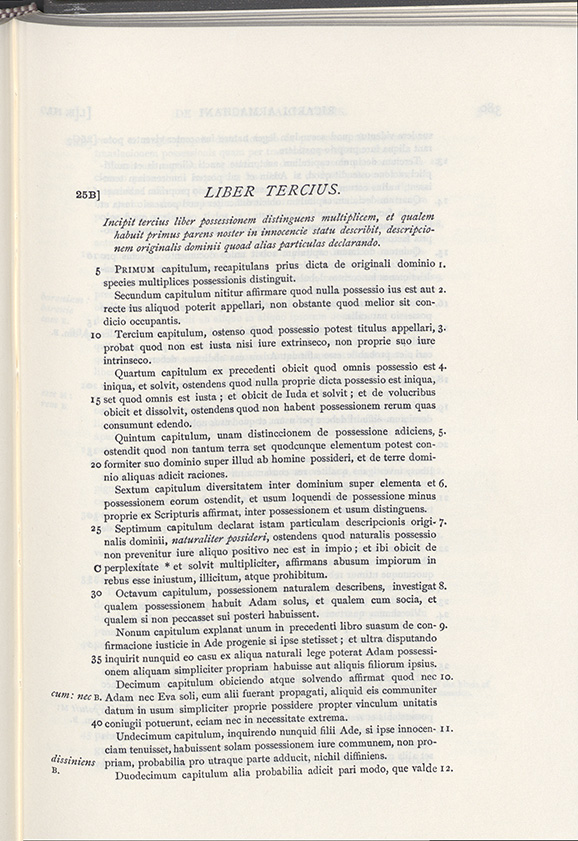 25B] LIBER TERCIUS.
Incipit tercius liber possessionem distinguens multiplicem, et qualem
habuit primus parens noster in innocencie statu describit, descripcio-
nem originalis dominii quoad alias particulas declarando.
5 PRIMUM capitulum, recapitulans prius dicta de originali dominio 1.
species multiplices possessionis distinguit.
Secundum capitulum nititur affirmare quod nulla possessio ius est aut 2.
recte ius aliquod poterit appellari, non obstante quod melior sit con-
dicio occupantis.
10 Tercium capitulum, ostenso quod possessio potest titulus appellari, 3.
probat quod non est iusta nisi iure extrinseco, non proprie suo iure
intrinseco.
Quartum capitulum ex precedenti obicit quod omnis possessio est 4.
iniqua, et solvit, ostendens quod nulla proprie dicta possessio est iniqua,
15 set quod omnis est iusta ; et obicit de Iuda et solvit ; et de volucribus
obicit et dissolvit, ostendens quod non habent possessionem rerum quas
consumunt edendo.
Quintum capitulum, unam distinccionem de possessione adiciens, 5.
ostendit quod non tantum terra set quodcunque elementum potest con-
20 formiter suo dominio super illud ab homine possideri, et de terre domi-
nio aliquas adicit raciones.
Sextum capitulum diversitatem inter dominium super elementa et 6.
possessionem eorum ostendit, et usum loquendi de possessione minus
proprie ex Scripturis affirmat, inter possessionem et usum distinguens.
25 Septimum capitulum declarat istam particulam descripcionis origi- 7.
nalis dominii, naturaliter possideri, ostendens quod naturalis possessio
non prevenitur iure aliquo positivo nec est in impio ; et ibi obicit de
C perplexitate * et solvit multipliciter, affirmans abusum impiorum in
rebus esse iniustum, illicitum, atque prohibitum.
30 Octavum capitulum, possessionem naturalem describens, investigat 8.
qualem possessionem habuit Adam solus, et qualem cum socia, et
qualem si non peccasset sui posteri habuissent.
Nonum capitulum explanat unum in precedenti libro suasum de con- 9.
firmacione iusticie in Ade progenie si ipse stetisset ; et ultra disputando
35 inquirit nunquid eo casu ex aliqua naturali lege poterat Adam possessi-
onem aliquam simpliciter propriam habuisse aut aliquis filiorum ipsius.
Decimum capitulum obiciendo atque solvendo affirmat quod nec 10.
cum: nec B. Adam nec Eva soli, cum alii fuerant propagati, aliquid eis communiter
datum in usum simpliciter proprie possidere propter vinculum unitatis
40 coniugii potuerunt, eciam nec in necessitate extrema.
Undecimum capitulum, inquirendo nunquid filii Ade, si ipse innocen- 11.
ciam tenuisset, habuissent solam possessionem iure communem, non pro-
dissiniens priam, probabilia pro utraque parte adducit, nichil diffiniens.
B. Duodecimum capitulum alia probabilia adicit pari modo, que valde 12.